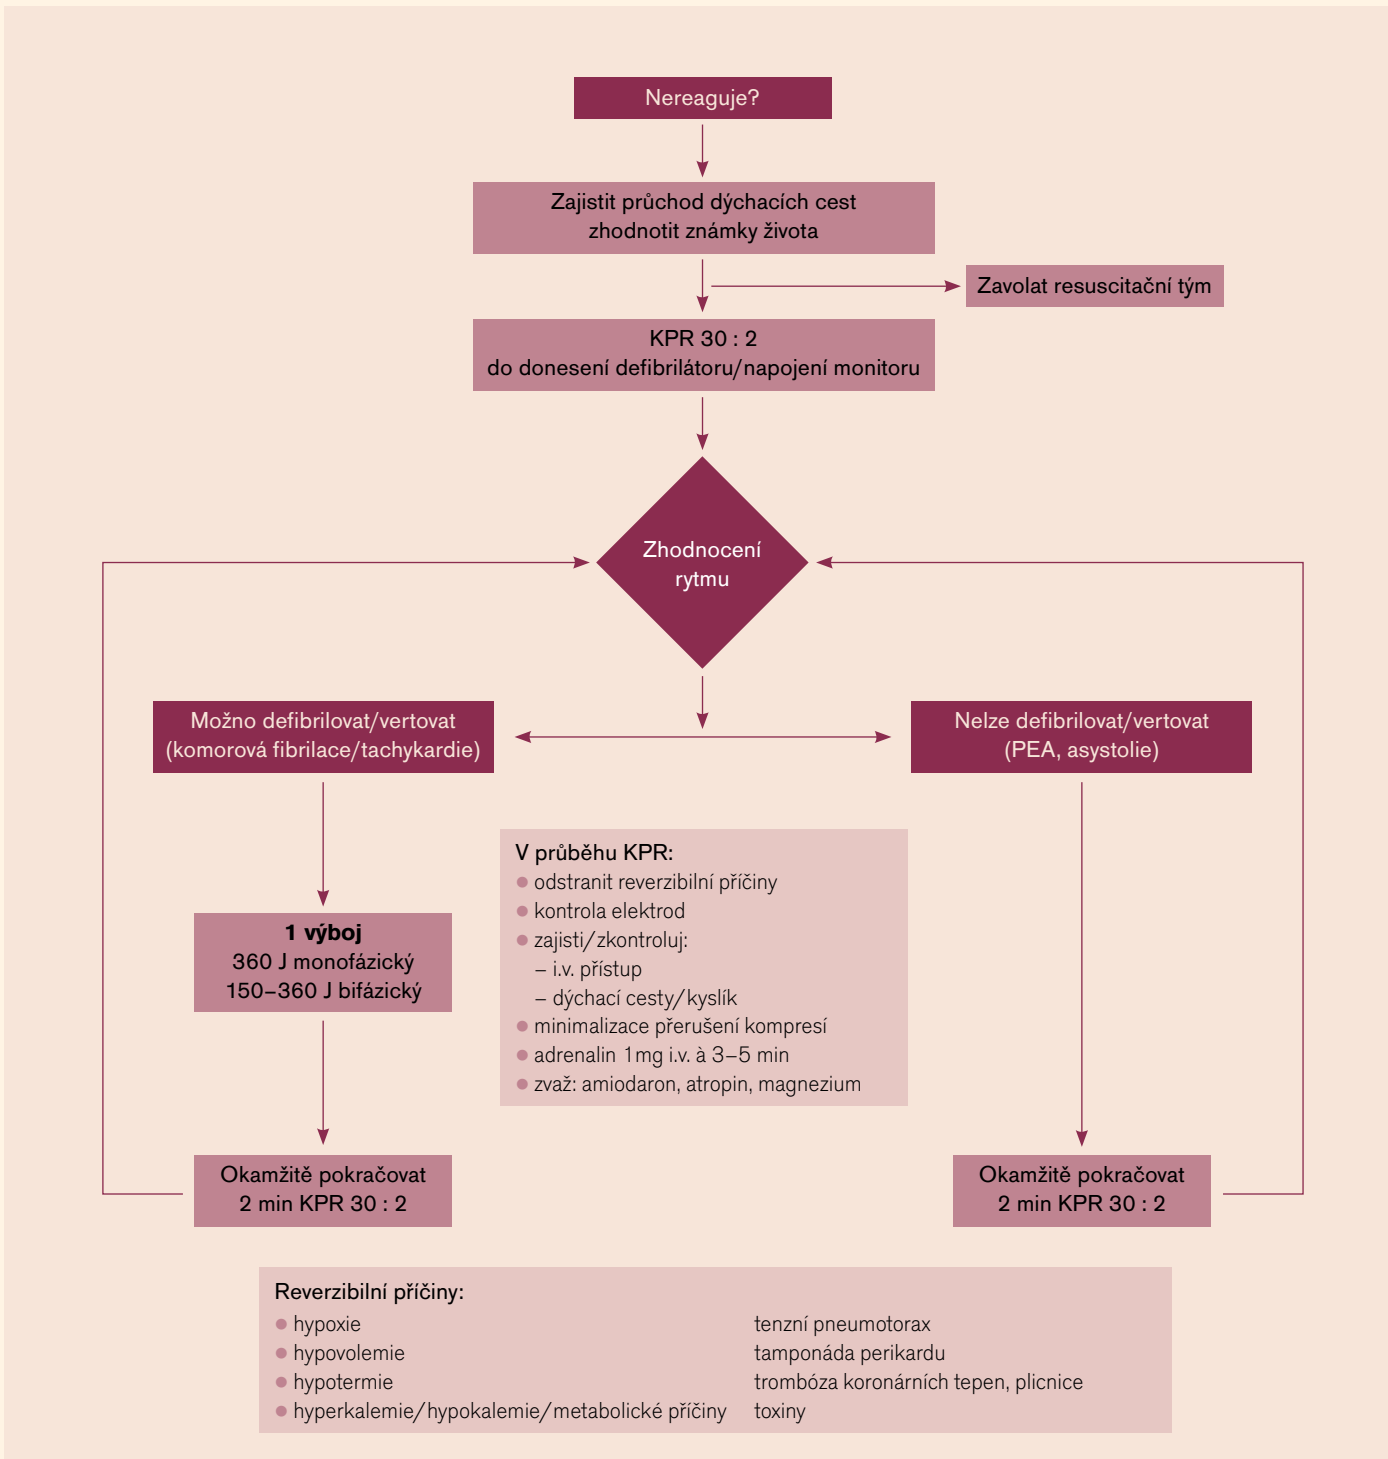 Nereaguje?
Zajistit průchod dýchacích cest
zhodnotit známky života
Zavolat resuscitační tým
KPR 30 : 2
do donesení defibrilátoru/napojení monitoru
Zhodnocení
rytmu
Možno defibrilovat/vertovat
(komorová fibrilace/tachykardie)
Nelze defibrilovat/vertovat
(PEA, asystolie)
V průběhu KPR:
● odstranit reverzibilní příčiny
● kontrola elektrod
● zajisti/zkontroluj:
– i.v. přístup
– dýchací cesty/kyslík
● minimalizace přerušení kompresí
● adrenalin 1mg i.v. à 3–5 min
● zvaž: amiodaron, atropin, magnezium
1 výboj
360 J monofázický
150–360 J bifázický
Okamžitě pokračovat
2 min KPR 30 : 2
Okamžitě pokračovat
2 min KPR 30 : 2
Reverzibilní příčiny:
● hypoxie
● hypovolemie
● hypotermie
● hyperkalemie/hypokalemie/metabolické příčiny
tenzní pneumotorax
tamponáda perikardu
trombóza koronárních tepen, plicnice
toxiny